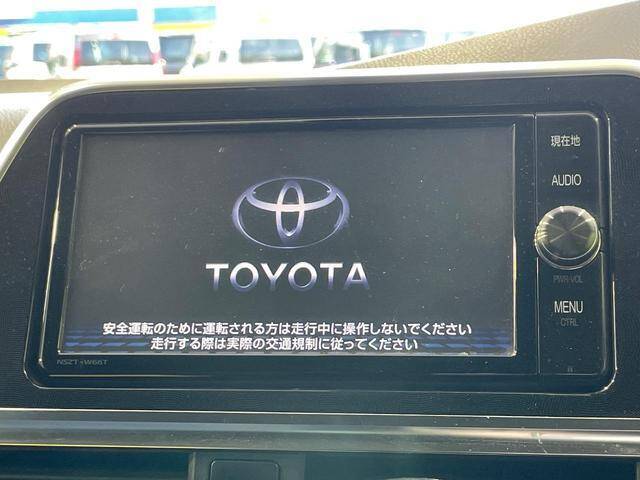 現在地
AUDIO
TOYOTA
PWR·VOL
MENU
CTRL
安全運転のために運転される方は走行中に操作しないでください
走行する際は実際の交通規制に従ってください
NSZT-W66T